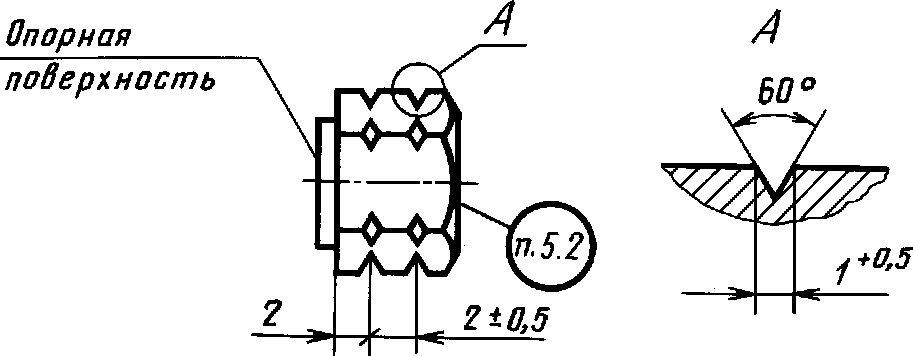 Опорная
поверхность
А
А
60°
п.5.2
2
2±0,5
1+0,5